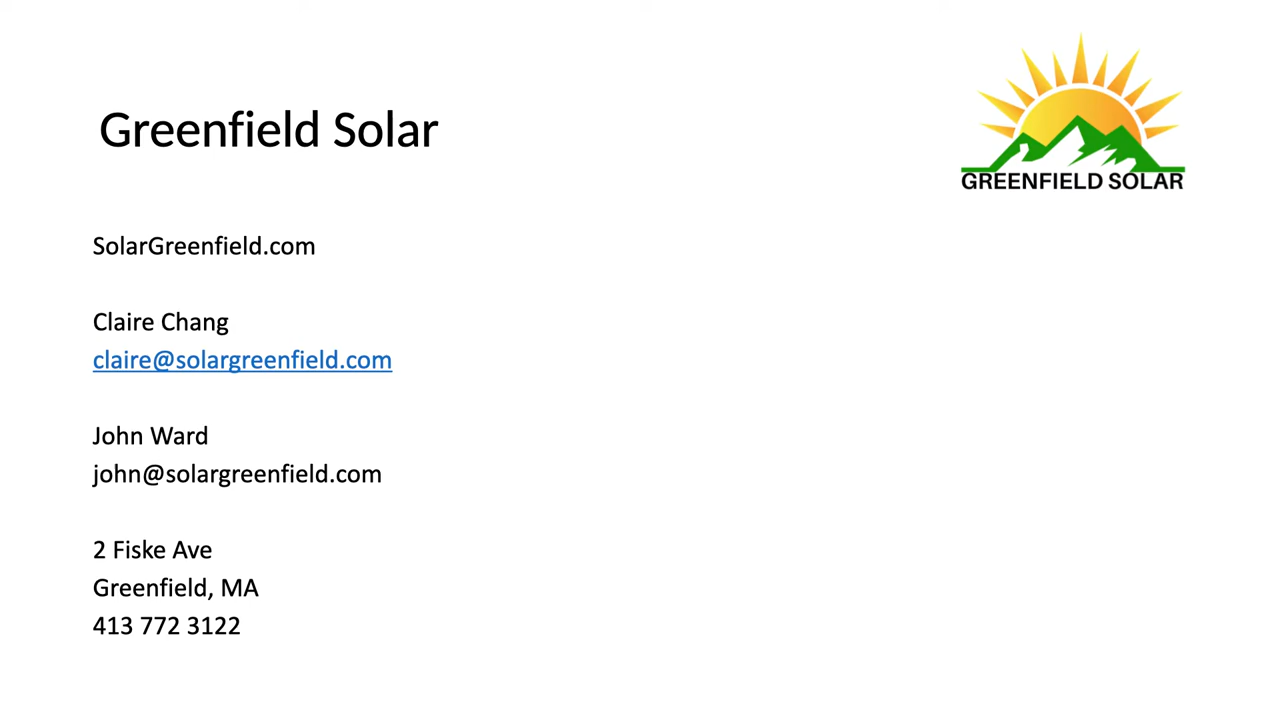 Greenfield Solar
GREENFIELD SOLAR
SolarGreenfield.com
Claire Chang
claire@solargreenfield.com
John Ward
john@solargreenfield.com
2 Fiske Ave
Greenfield, MA
413 772 3122